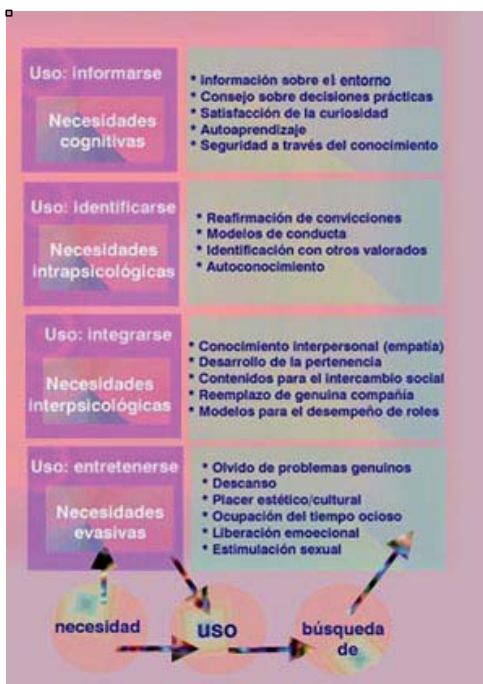 Uso: informarse
Necesidades
cognitivas
* Información sobre el entorno
* Consejo sobre decisiones prácticas
* Satisfacción de la curiosidad
* Autoaprendizaje
* Seguridad a través del conocimiento
Uso: identificarse
Necesidades
intrapsicológicas
* Reafirmación de convicciones
* Modelos de conducta
* Identificación con otros valorados
* Autoconocimiento
Uso: integrarse
Necesidades
interpsicológicas
* Conocimiento interpersonal (empatía)
* Desarrollo de la pertenencia
* Contenidos para el intercambio social
* Reemplazo de genuina compañía
* Modelos para el desempeño de roles
Uso: entretenerse
Necesidades
evasivas
* Olvido de problemas genuinos
* Descanso
* Placer estético/cultural
* Ocupación del tiempo ocioso
* Liberación emoecional
* Estimulación sexual
necesidad
uso
búsqueda
de